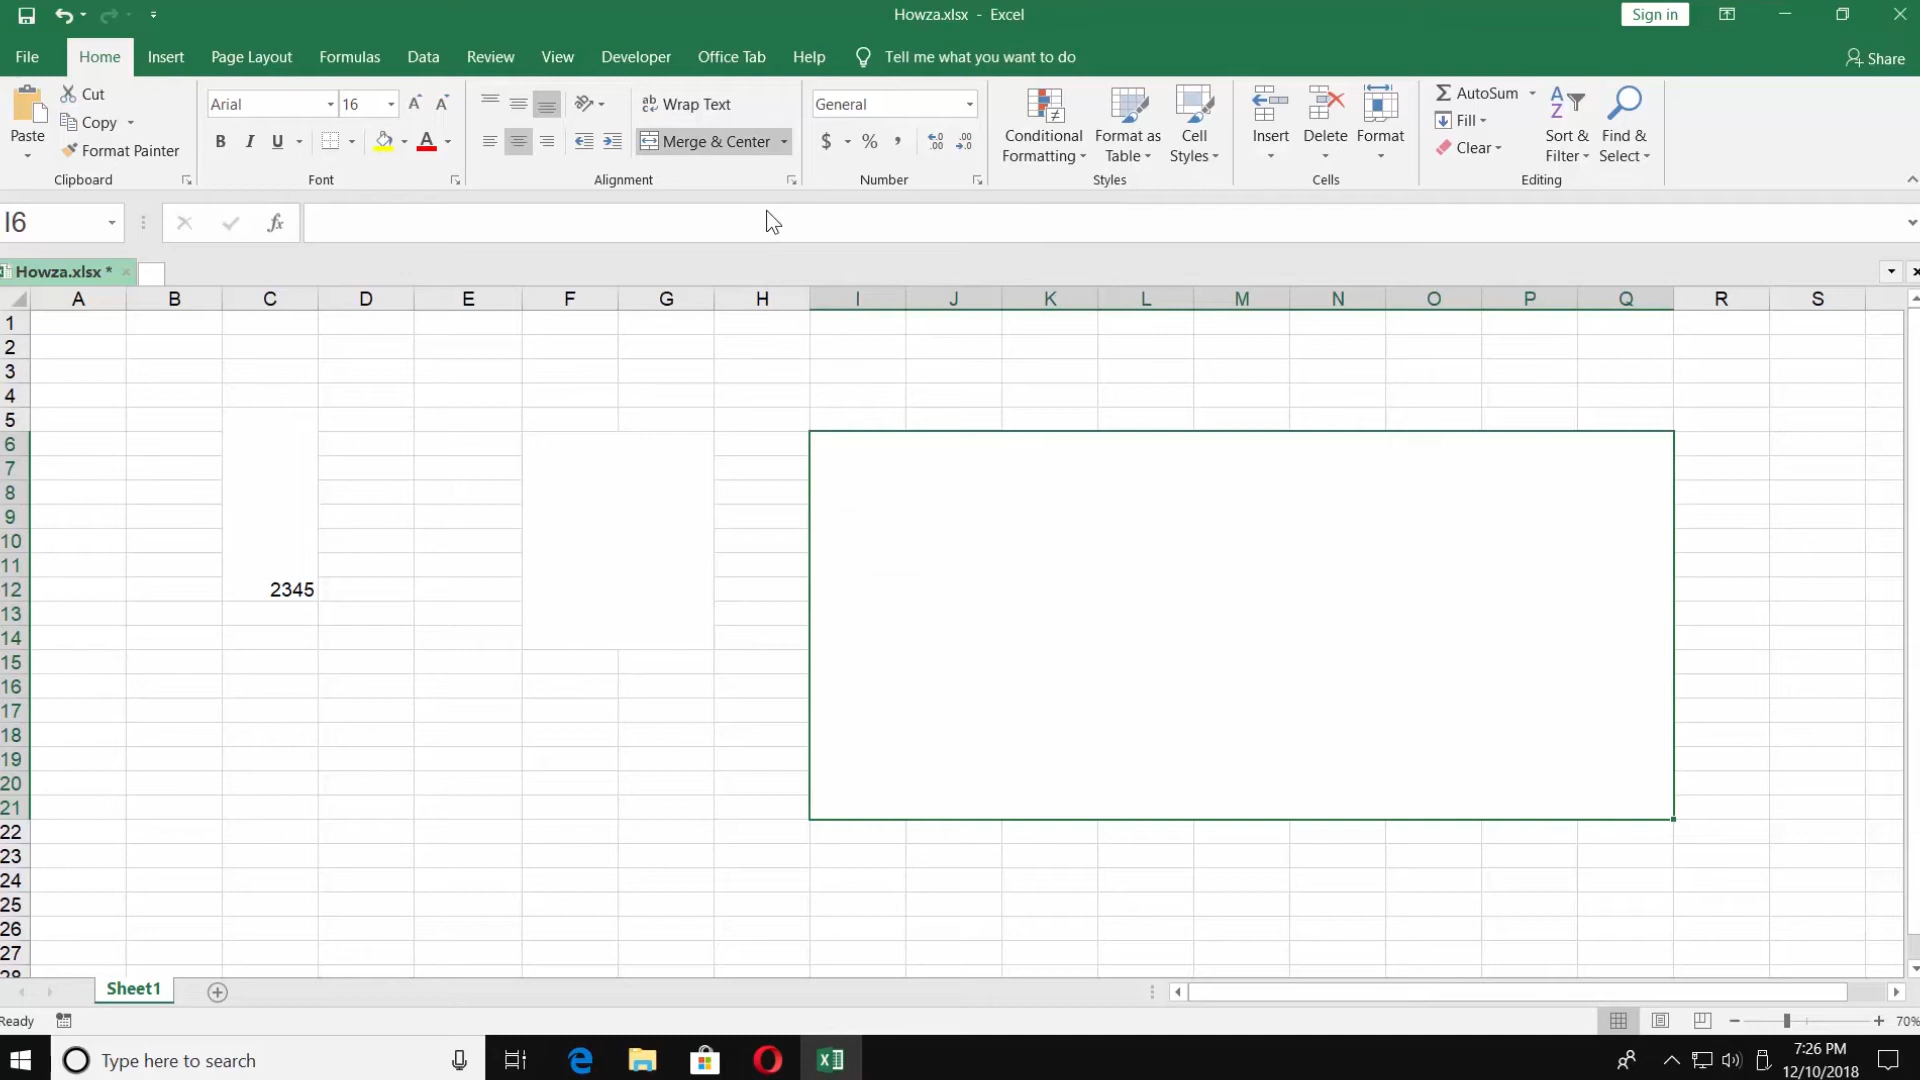 Howza.xlsx - Excel
Sign in
File Home Insert Page Layout Formulas Data Review View Developer Office Tab Help Tell me what you want to do Share
Paste
Cut
Copy
Format Painter
Clipboard
Arial 16
B I U
Font
Wrap Text
Merge & Center
Alignment
General
$ % ,
Number
Conditional Formatting
Format as Table
Cell Styles
Styles
Insert Delete Format
Cells
AutoSum
Fill
Clear
Sort & Filter
Find & Select
Editing
I6 fx
Howza.xlsx *
A B C D E F G H I J K L M N O P Q R S
1
2
3
4
5
6
7
8
9
10
11
12 2345
13
14
15
16
17
18
19
20
21
22
23
24
25
26
27
28
Sheet1
Ready 70%
Type here to search
7:26 PM
12/10/2018